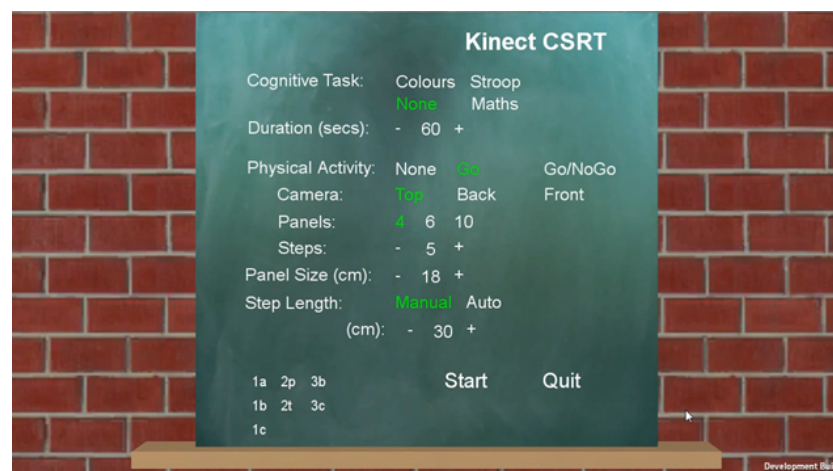 Kinect CSRT
Cognitive Task: Colours Stroop
None Maths
Duration (secs): - 60 +
Physical Activity: None Go Go/NoGo
Camera: Top Back Front
Panels: 4 6 10
Steps: - 5 +
Panel Size (cm): - 18 +
Step Length: Manual Auto
(cm): - 30 +
1a 2p 3b Start Quit
1b 2t 3c
1c
Development